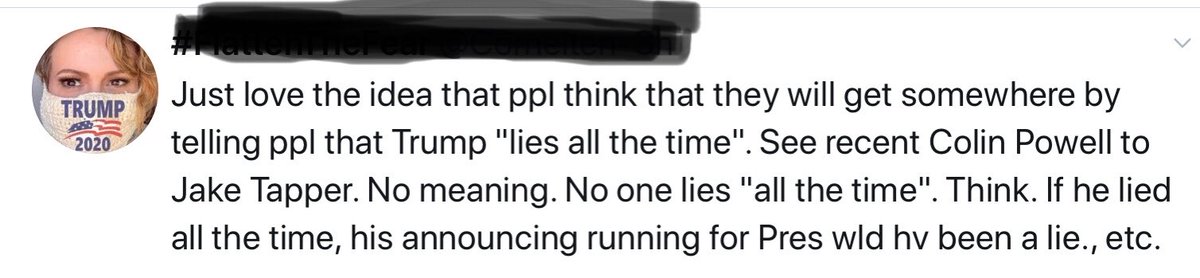 TRUMP
2020
Just love the idea that ppl think that they will get somewhere by
telling ppl that Trump "lies all the time". See recent Colin Powell to
Jake Tapper. No meaning. No one lies "all the time". Think. If he lied
all the time, his announcing running for Pres wld hv been a lie., etc.